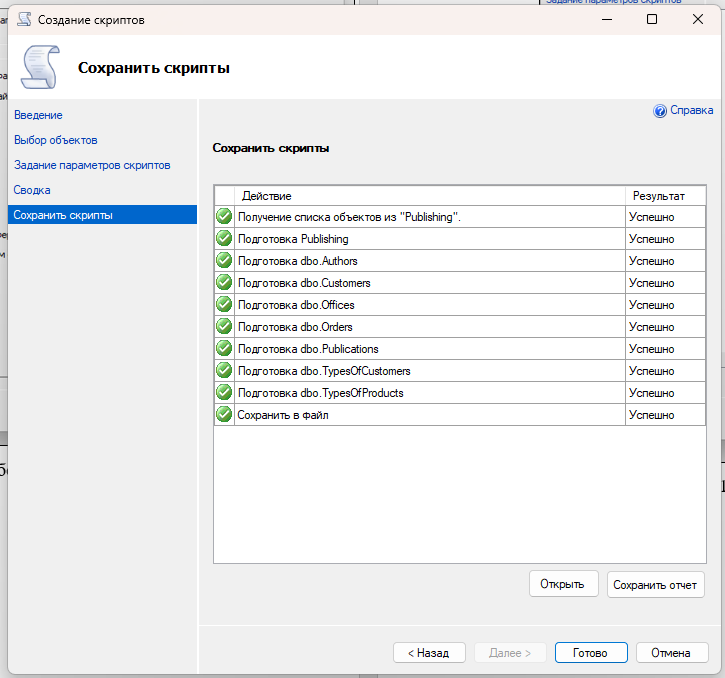 Задание параметров скриптов
Создание скриптов
Сохранить скрипты
Введение
Выбор объектов
Задание параметров скриптов
Сводка
Сохранить скрипты
Справка
Сохранить скрипты
Действие Результат
Получение списка объектов из "Publishing". Успешно
Подготовка Publishing Успешно
Подготовка dbo.Authors Успешно
Подготовка dbo.Customers Успешно
Подготовка dbo.Offices Успешно
Подготовка dbo.Orders Успешно
Подготовка dbo.Publications Успешно
Подготовка dbo.TypesOfCustomers Успешно
Подготовка dbo.TypesOfProducts Успешно
Сохранить в файл Успешно
Открыть Сохранить отчет
< Назад Далее > Готово Отмена